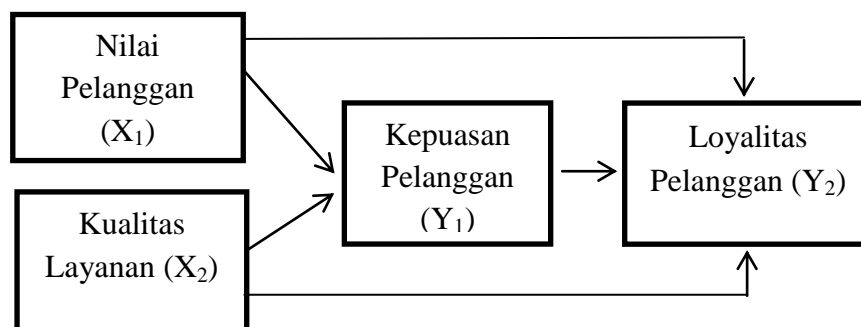 Nilai
Pelanggan
(X₁)
Kualitas
Layanan (X₂)
Kepuasan
Pelanggan
(Y₁)
Loyalitas
Pelanggan (Y₂)